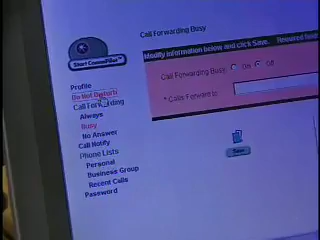 Call Forwarding Busy
Start CommPilot™
Modify information below and click Save. Required
Call Forwarding Busy On Off
* Calls Forward to:
Save
Profile
Do Not Disturb
Call Forwarding
Always
Busy
No Answer
Call Notify
Phone Lists
Personal
Business Group
Recent Calls
Password